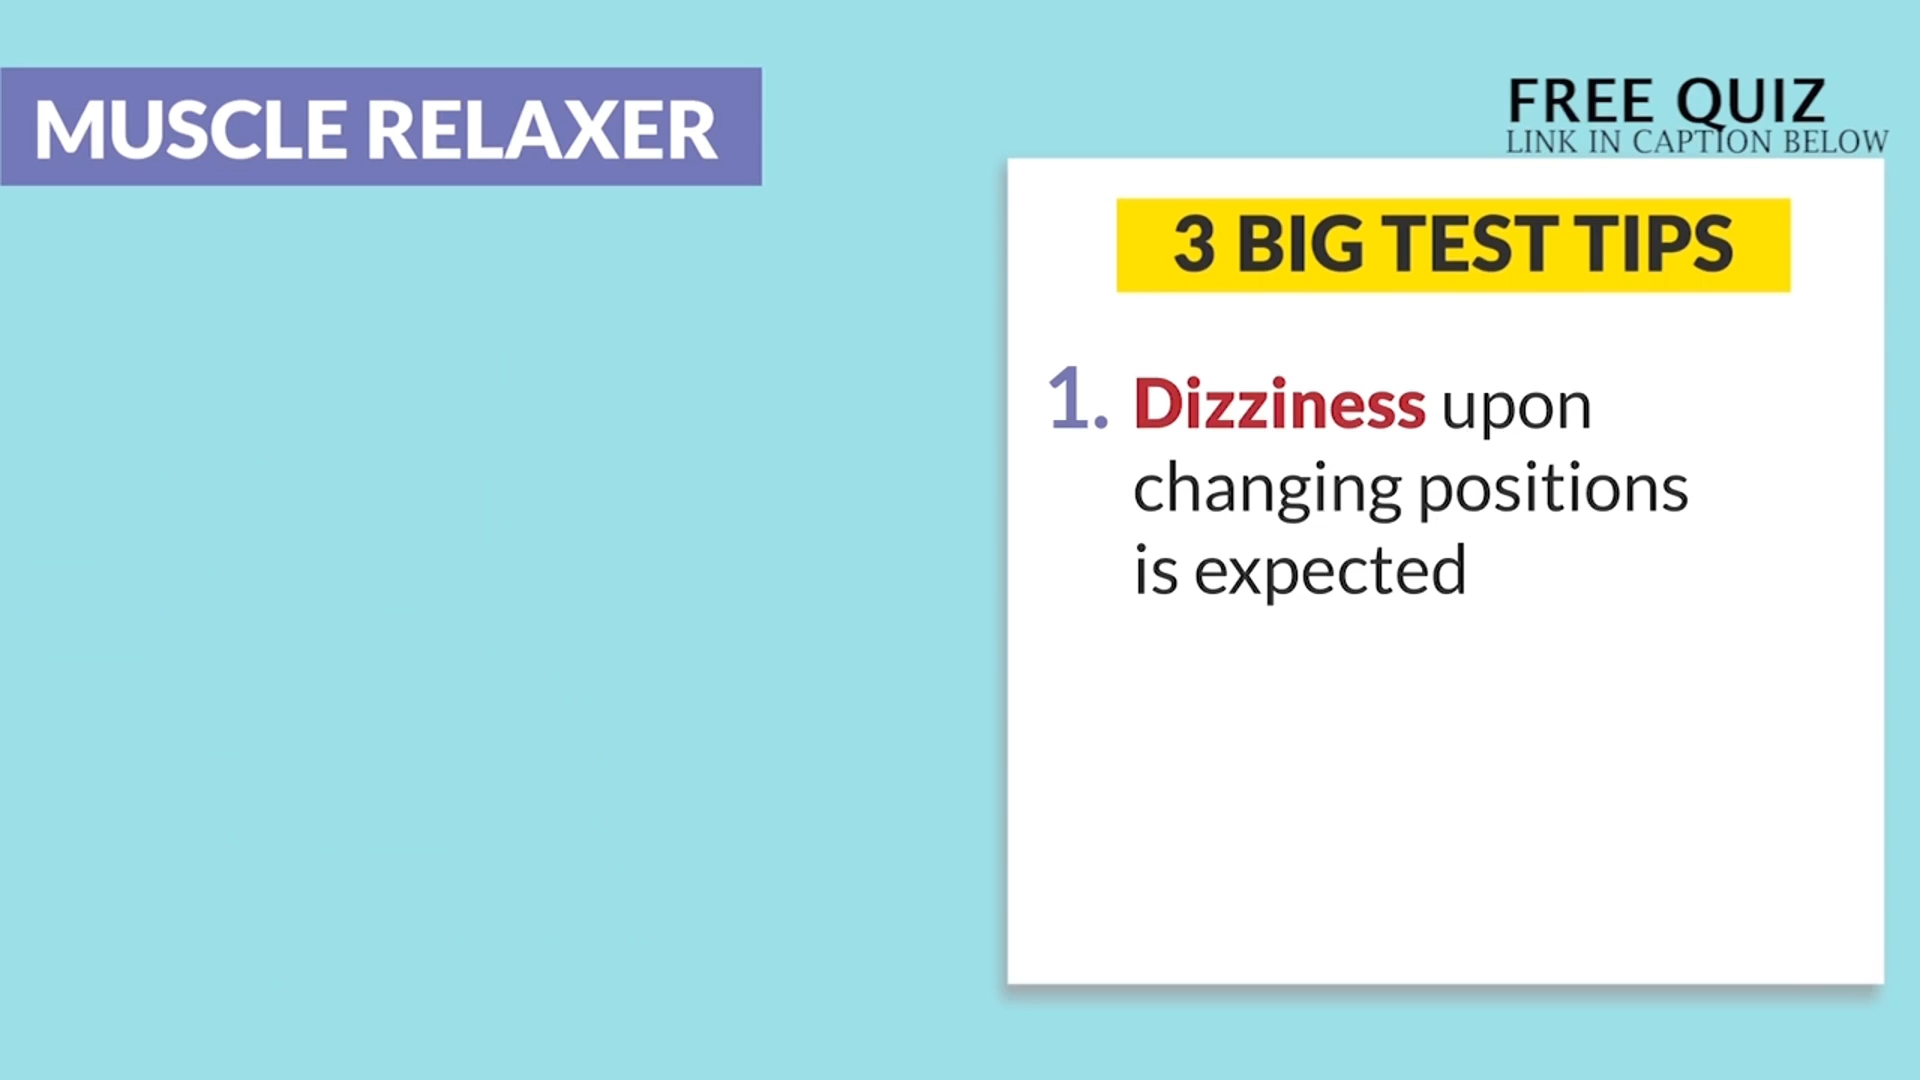 MUSCLE RELAXER
FREE QUIZ
LINK IN CAPTION BELOW
3 BIG TEST TIPS
1. Dizziness upon
changing positions
is expected